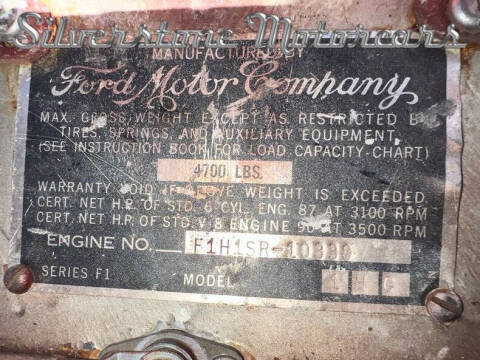 Silverstone Motorcars
MANUFACTURED BY
Ford Motor Company
MAX. GROSS WEIGHT EXCEPT AS RESTRICTED BY
TIRES, SPRINGS, AND AUXILIARY EQUIPMENT.
(SEE INSTRUCTION BOOK FOR LOAD CAPACITY-CHART)
4700 LBS.
WARRANTY VOID IF ABOVE WEIGHT IS EXCEEDED
CERT. NET H.P. OF STD. 6 CYL. ENG. 87 AT 3100 RPM
CERT. NET H.P. OF STD. V.8 ENGINE 90 AT 3500 RPM
ENGINE NO.
SERIES F1 MODEL